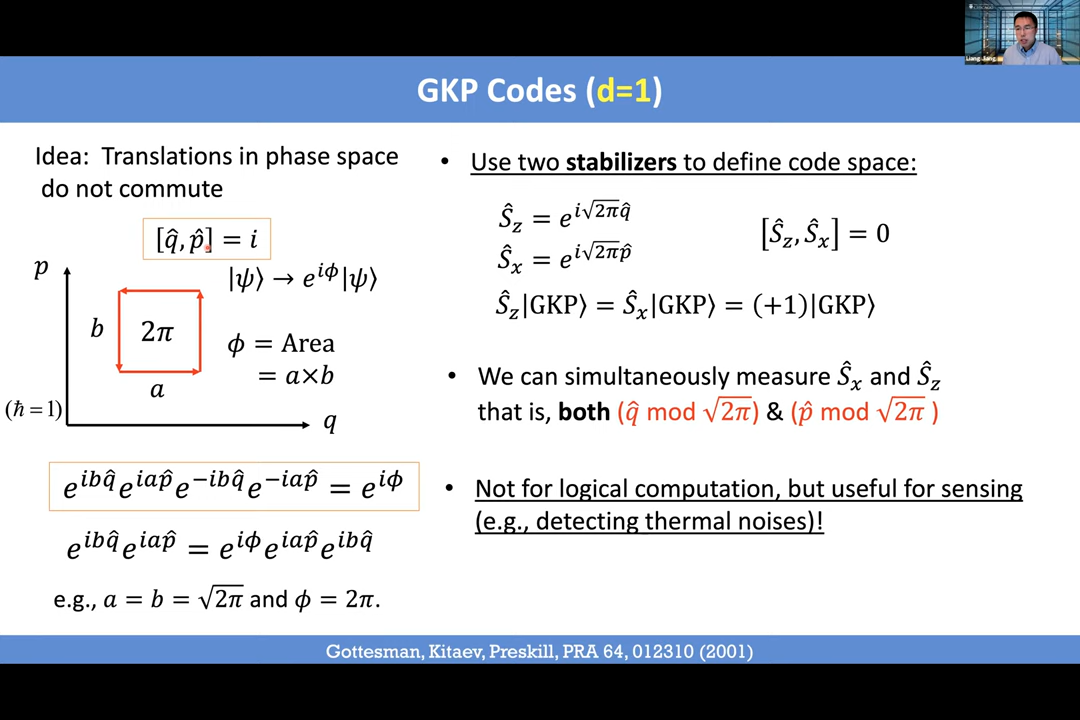 GKP Codes (d=1)
Liang Jiang
Idea: Translations in phase space
do not commute
[q̂, p̂] = i
p
|ψ⟩ → e^{iϕ}|ψ⟩
b
2π
ϕ = Area
= a×b
a
(ħ = 1)
q
e^{ibq̂}e^{iap̂}e^{-ibq̂}e^{-iap̂} = e^{iϕ}
e^{ibq̂}e^{iap̂} = e^{iϕ}e^{iap̂}e^{ibq̂}
e.g., a = b = √2π and ϕ = 2π.
• Use two stabilizers to define code space:
Ŝ_z = e^{i√2π q̂}
Ŝ_x = e^{i√2π p̂}
[Ŝ_z, Ŝ_x] = 0
Ŝ_z|GKP⟩ = Ŝ_x|GKP⟩ = (+1)|GKP⟩
• We can simultaneously measure Ŝ_x and Ŝ_z
that is, both (q̂ mod √2π) & (p̂ mod √2π )
• Not for logical computation, but useful for sensing
(e.g., detecting thermal noises)!
Gottesman, Kitaev, Preskill, PRA 64, 012310 (2001)